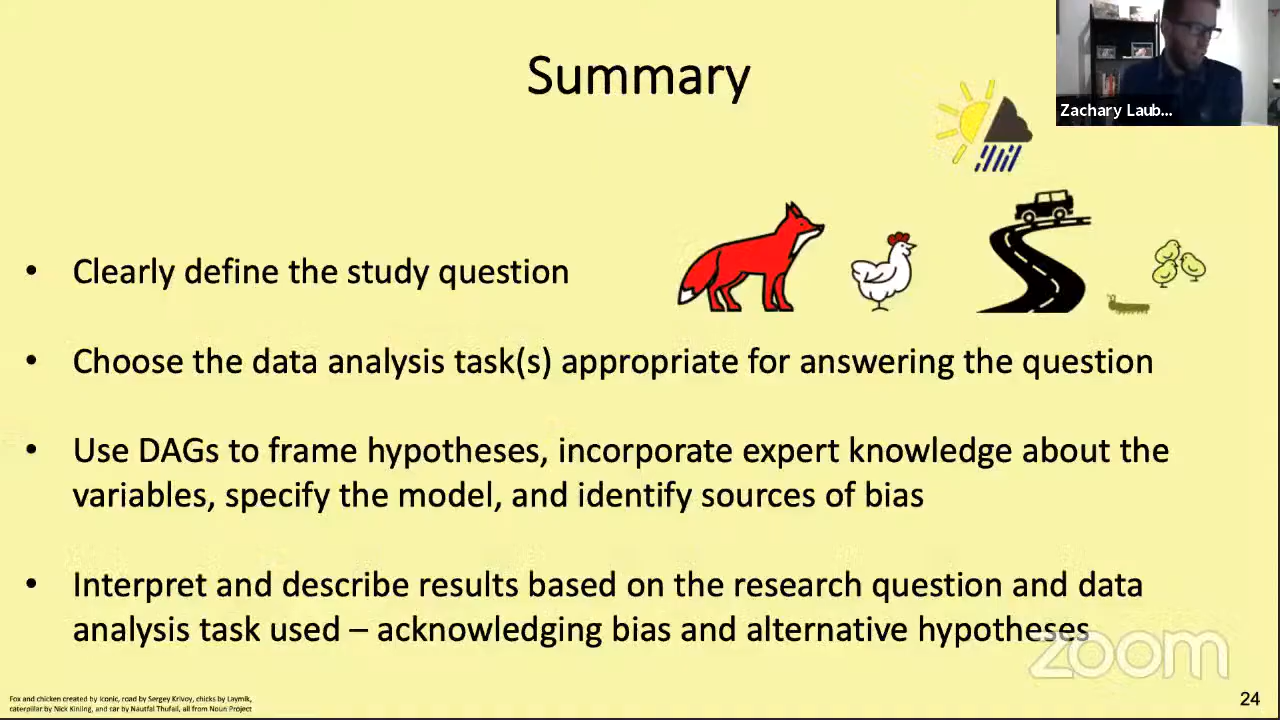 Summary
Zachary Laub...
• Clearly define the study question
• Choose the data analysis task(s) appropriate for answering the question
• Use DAGs to frame hypotheses, incorporate expert knowledge about the
variables, specify the model, and identify sources of bias
• Interpret and describe results based on the research question and data
analysis task used – acknowledging bias and alternative hypotheses
zoom
Fox and chicken created by Iconic, road by Sergey Krivoy, chicks by Laymik,
caterpillar by Nick Kinling, and car by Nautfal Thufail, all from Noun Project
24